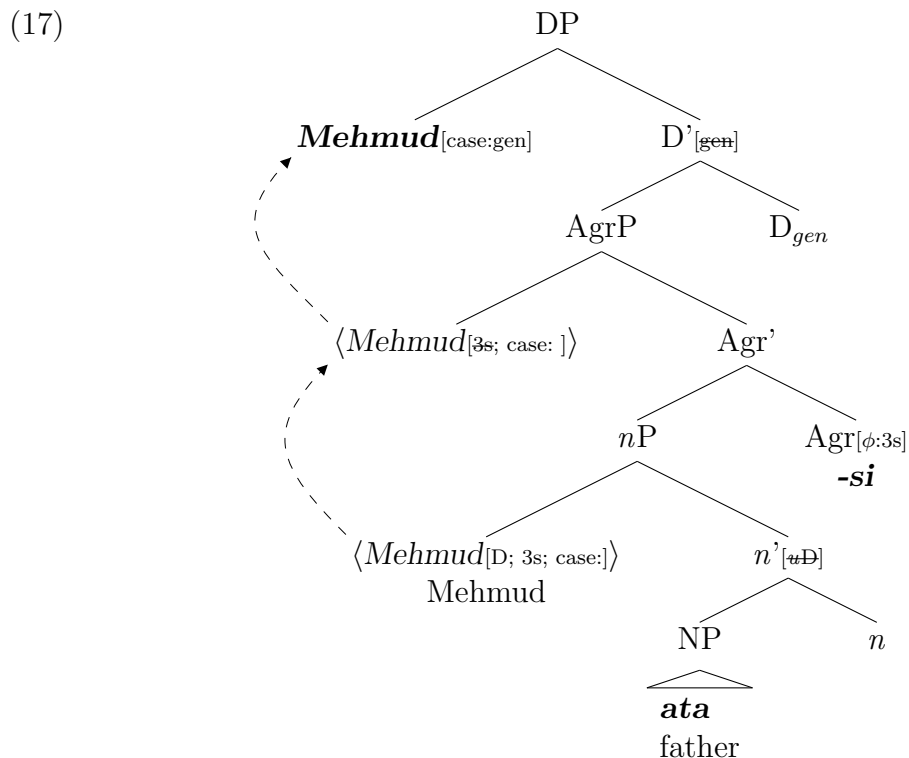 (17)
DP
Mehmud[case:gen] D'[gen]
AgrP D_gen
⟨Mehmud[3s; case: ]⟩ Agr'
nP Agr[ϕ:3s]
-si
⟨Mehmud[D; 3s; case:]⟩ n'[uD]
Mehmud
NP n
ata
father